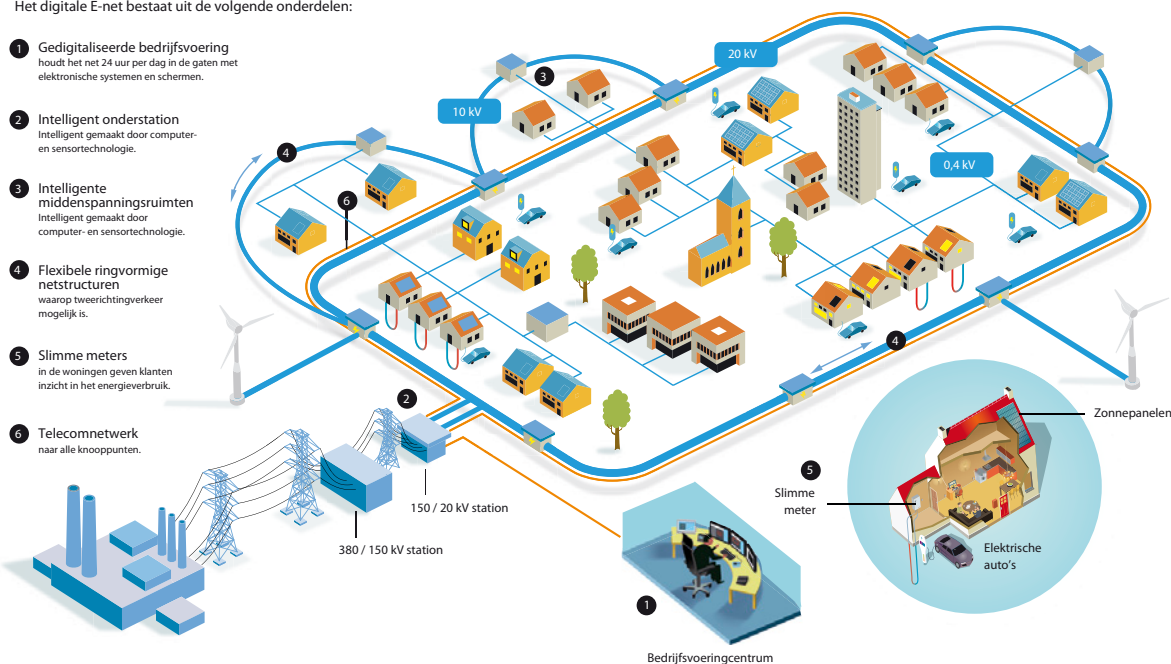 Het digitale E-net bestaat uit de volgende onderdelen:
1 Gedigitaliseerde bedrijfsvoering
houdt het net 24 uur per dag in de gaten met
elektronische systemen en schermen.
2 Intelligent onderstation
Intelligent gemaakt door computer-
en sensortechnologie.
3 Intelligente
middenspanningsruimten
Intelligent gemaakt door
computer- en sensortechnologie.
4 Flexibele ringvormige
netstructuren
waarop tweerichtingverkeer
mogelijk is.
5 Slimme meters
in de woningen geven klanten
inzicht in het energieverbruik.
6 Telecomnetwerk
naar alle knooppunten.
20 kV
3
10 kV
4
0,4 kV
6
4
2
Zonnepanelen
5
Slimme
meter
150 / 20 kV station
380 / 150 kV station
Elektrische
auto's
1
Bedrijfsvoeringcentrum